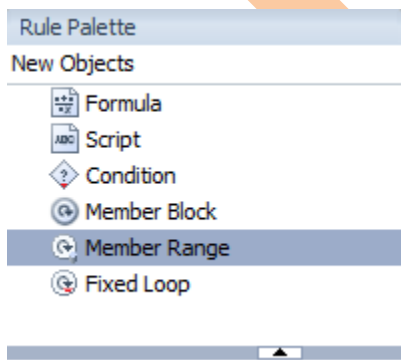 Rule Palette
New Objects
Formula
Script
Condition
Member Block
Member Range
Fixed Loop